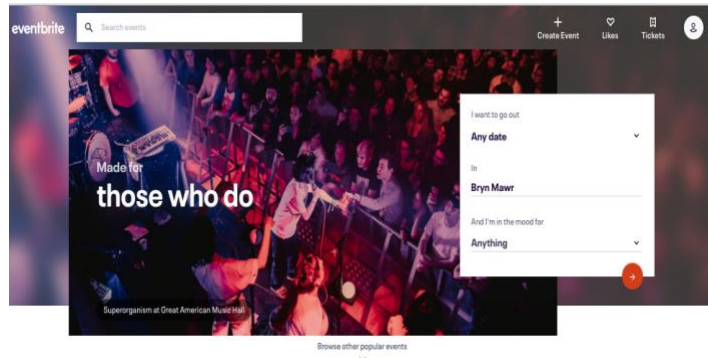 eventbrite
Search events
Create Event
Likes
Tickets
Made for
those who do
Superorganism at Great American Music Hall
I want to go out
Any date
In
Bryn Mawr
And I'm in the mood for
Anything
Browse other popular events